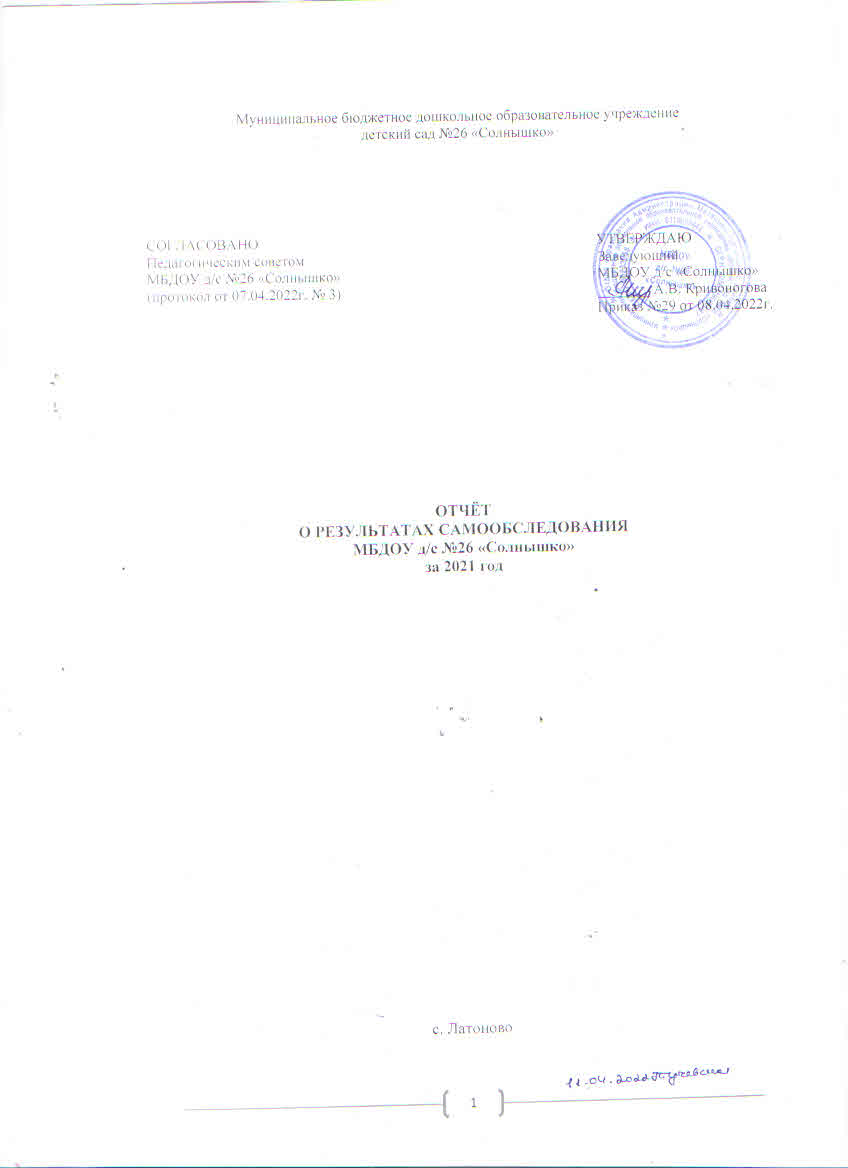 Муниципальное бюджетное дошкольное образовательное учреждение
детский сад №26 «Солнышко»
СОГЛАСОВАНО
Педагогическим советом
МБДОУ д/с №26 «Солнышко»
(протокол от 07.04.2022г. № 3)
УТВЕРЖДАЮ
Заведующий
МБДОУ д/с «Солнышко»
А.В. Кривоногова
Приказ №29 от 08.04.2022г.
ОТЧЁТ
О РЕЗУЛЬТАТАХ САМООБСЛЕДОВАНИЯ
МБДОУ д/с №26 «Солнышко»
за 2021 год
с. Латоново
11.04.2022
1